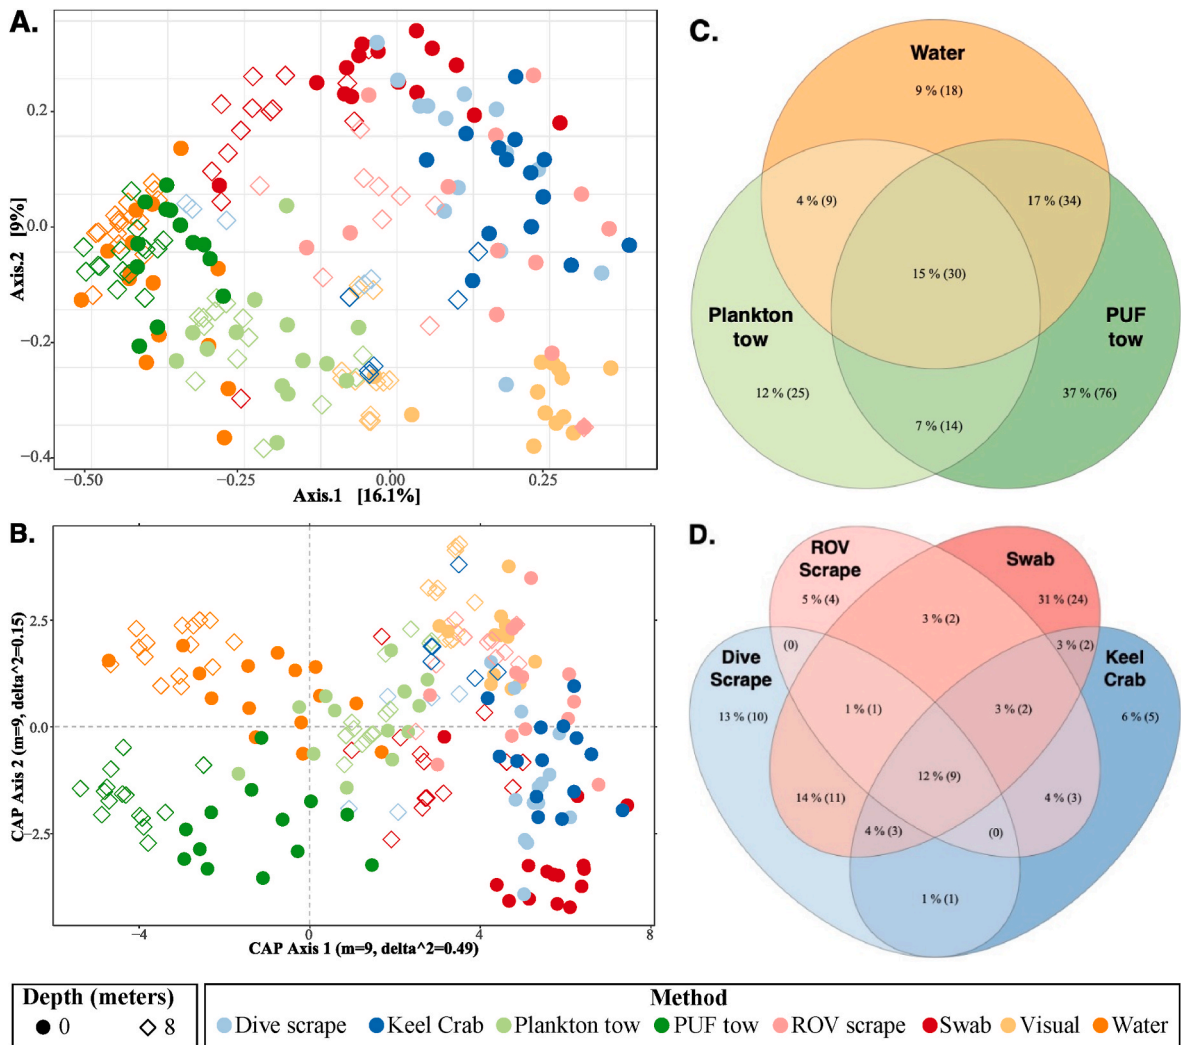 A.
0.2
0.0
−0.2
−0.4
Axis.2 [9%]
−0.50
−0.25
0.00
0.25
Axis.1 [16.1%]
B.
2.5
0.0
−2.5
CAP Axis 2 (m=9, delta^2=0.15)
−4
0
4
8
CAP Axis 1 (m=9, delta^2=0.49)
C.
Water
9 % (18)
4 % (9)
17 % (34)
15 % (30)
Plankton
tow
PUF
tow
12 % (25)
37 % (76)
7 % (14)
D.
ROV
Scrape
Swab
5 % (4)
31 % (24)
3 % (2)
(0)
3 % (2)
Dive
Scrape
Keel
Crab
13 % (10)
1 % (1)
3 % (2)
6 % (5)
12 % (9)
14 % (11)
4 % (3)
4 % (3)
(0)
1 % (1)
Depth (meters)
0
8
Method
Dive scrape
Keel Crab
Plankton tow
PUF tow
ROV scrape
Swab
Visual
Water